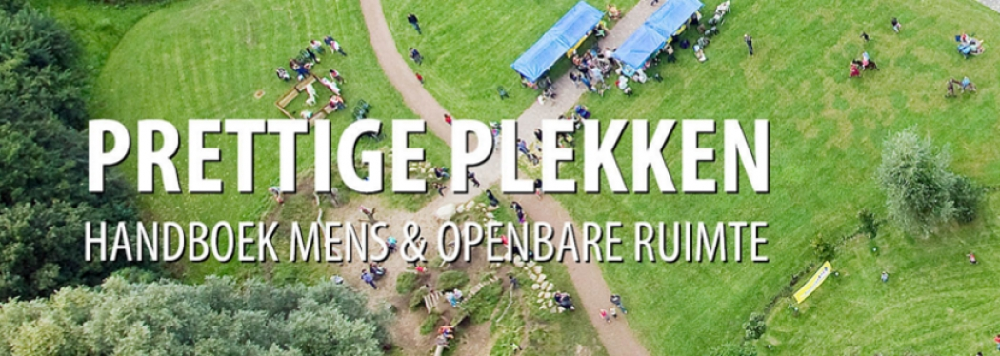 PRETTIGE PLEKKEN
HANDBOEK MENS & OPENBARE RUIMTE